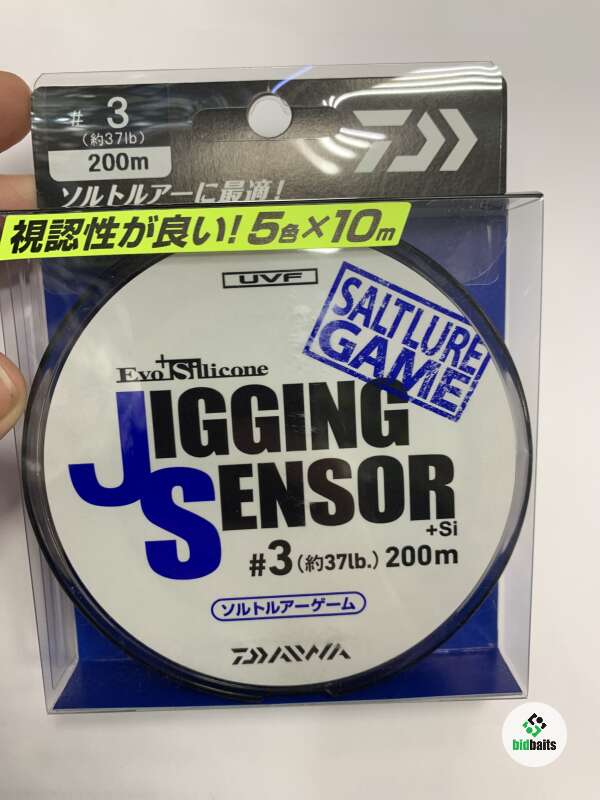 # 3
(約37lb)
200m
ソルトルアーに最適!
視認性が良い!5色×10m
UVF
SALTLURE
GAME
Evo+Silicone
JIGGING
SENSOR
+Si
#3(約37lb.) 200m
ソルトルアーゲーム
DAIWA
bidbaits